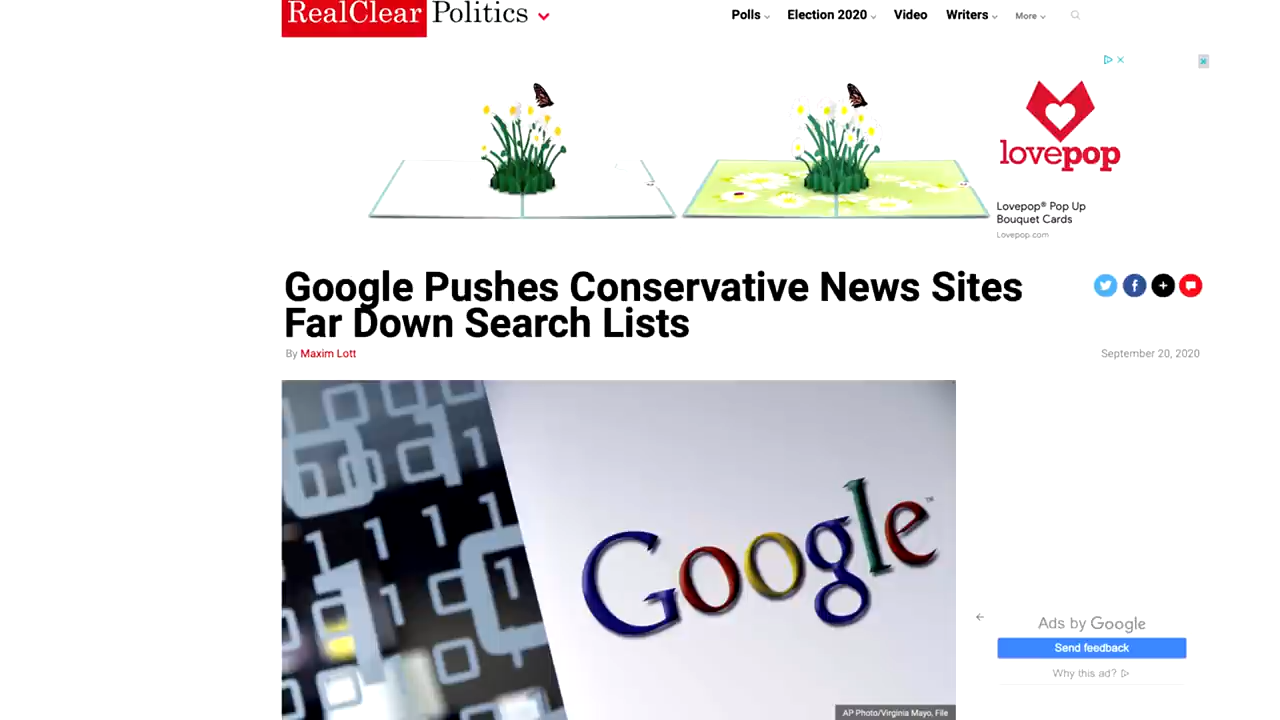 RealClear Politics
Polls Election 2020 Video Writers More
lovepop
Lovepop® Pop Up
Bouquet Cards
Lovepop.com
Google Pushes Conservative News Sites
Far Down Search Lists
By Maxim Lott
September 20, 2020
Google™
Ads by Google
Send feedback
Why this ad?
AP Photo/Virginia Mayo, File